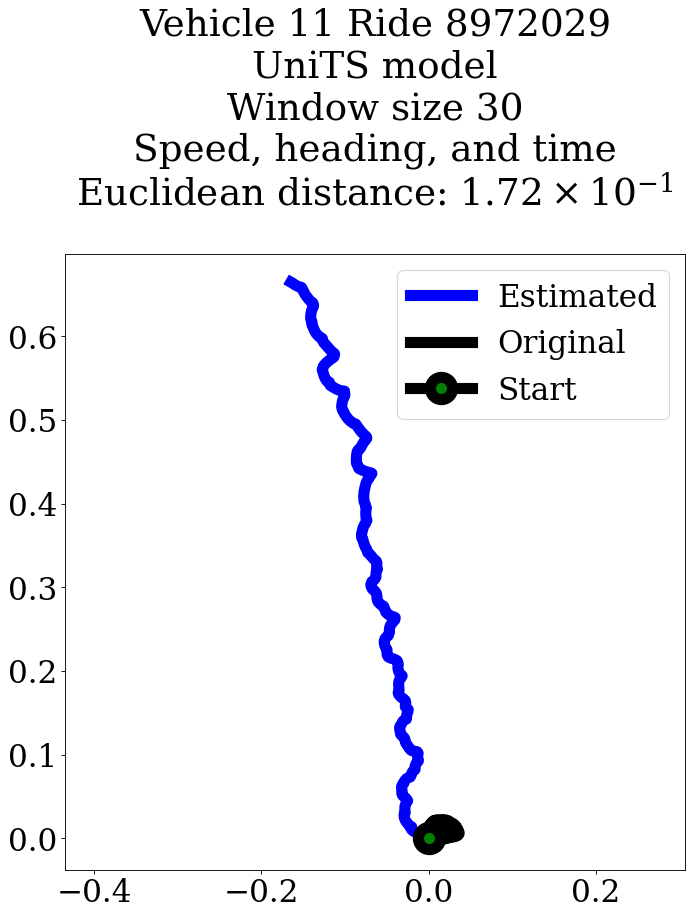 Vehicle 11 Ride 8972029
UniTS model
Window size 30
Speed, heading, and time
Euclidean distance: 1.72 × 10⁻¹
Estimated
Original
Start
0.6
0.5
0.4
0.3
0.2
0.1
0.0
−0.4 −0.2 0.0 0.2